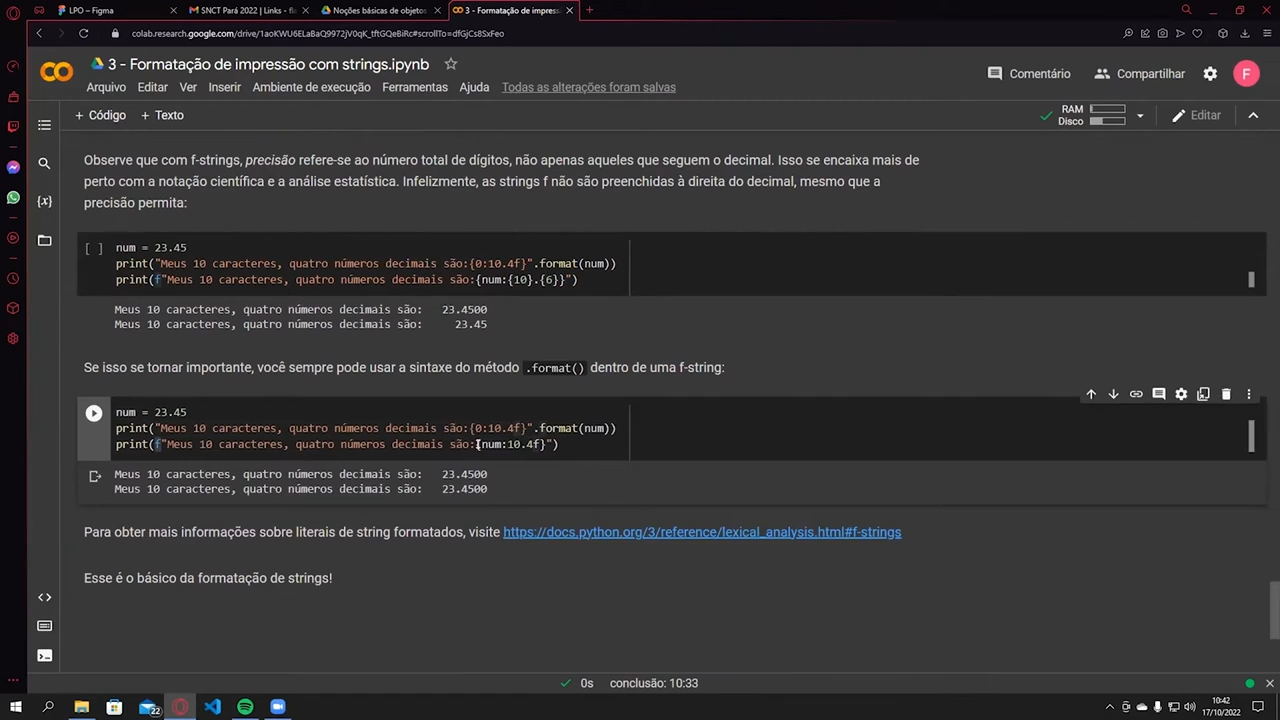 LPO – Figma
SNCT Pará 2022 | Links - fl
Noções básicas de objetos
3 - Formatação de impress
colab.research.google.com/drive/1aoKWU6ELaBaQ9972jV0qK_tftGQeBiRc#scrollTo=dfGjCs8SxFeo
3 - Formatação de impressão com strings.ipynb
Comentário
Compartilhar
F
Arquivo Editar Ver Inserir Ambiente de execução Ferramentas Ajuda Todas as alterações foram salvas
+ Código + Texto
RAM
Disco
Editar
Observe que com f-strings, precisão refere-se ao número total de dígitos, não apenas aqueles que seguem o decimal. Isso se encaixa mais de
perto com a notação científica e a análise estatística. Infelizmente, as strings f não são preenchidas à direita do decimal, mesmo que a
precisão permita:
[ ] num = 23.45
print("Meus 10 caracteres, quatro números decimais são:{0:10.4f}".format(num))
print(f"Meus 10 caracteres, quatro números decimais são:{num:{10}.{6}}")
Meus 10 caracteres, quatro números decimais são: 23.4500
Meus 10 caracteres, quatro números decimais são: 23.45
Se isso se tornar importante, você sempre pode usar a sintaxe do método .format() dentro de uma f-string:
num = 23.45
print("Meus 10 caracteres, quatro números decimais são:{0:10.4f}".format(num))
print(f"Meus 10 caracteres, quatro números decimais são:{num:10.4f}")
Meus 10 caracteres, quatro números decimais são: 23.4500
Meus 10 caracteres, quatro números decimais são: 23.4500
Para obter mais informações sobre literais de string formatados, visite https://docs.python.org/3/reference/lexical_analysis.html#f-strings
Esse é o básico da formatação de strings!
0s conclusão: 10:33
22
10:42
17/10/2022